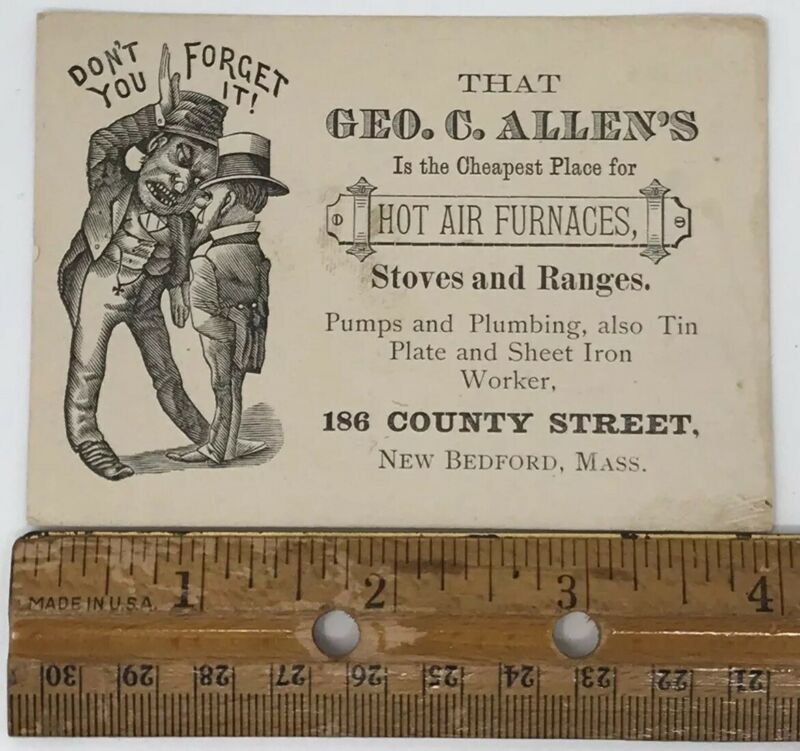 DON'T YOU
FORGET IT!
THAT
GEO. C. ALLEN'S
Is the Cheapest Place for
HOT AIR FURNACES,
Stoves and Ranges.
Pumps and Plumbing, also Tin
Plate and Sheet Iron
Worker,
186 COUNTY STREET,
NEW BEDFORD, MASS.
1 2 3 4
MADE IN U.S.A.
30 29 28 27 26 25 24 23 22 21